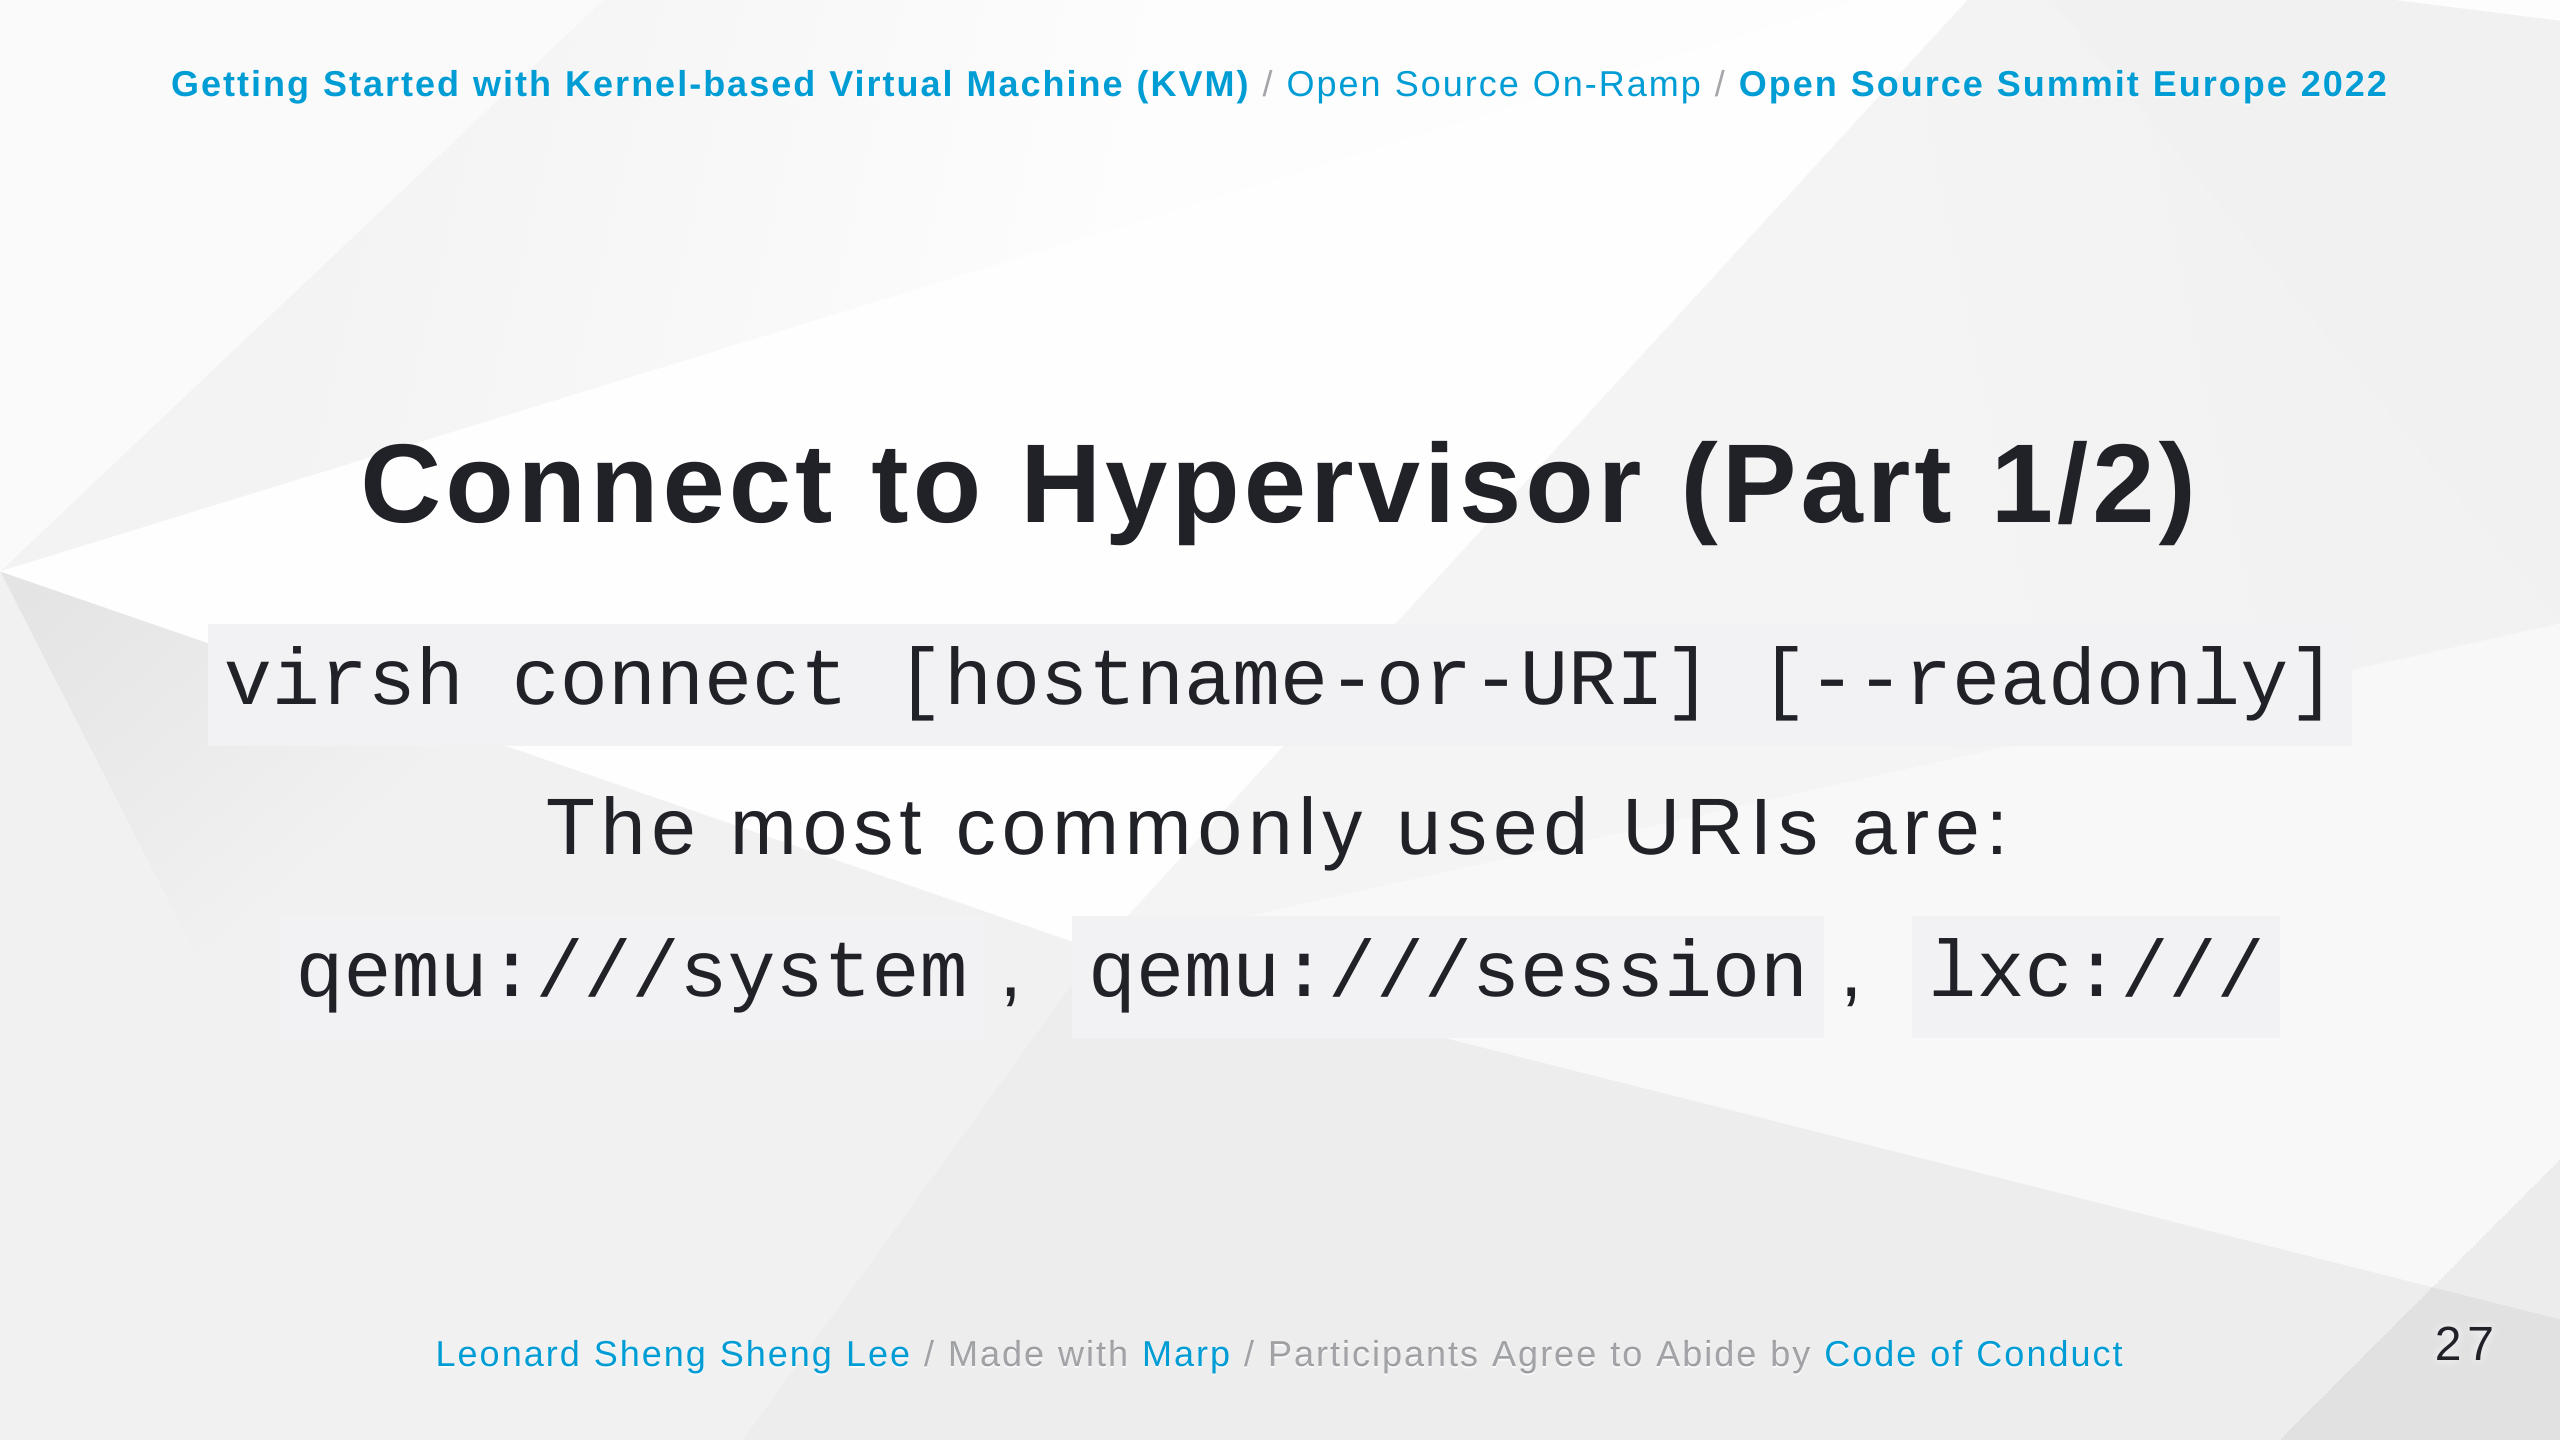 Getting Started with Kernel-based Virtual Machine (KVM) / Open Source On-Ramp / Open Source Summit Europe 2022
Connect to Hypervisor (Part 1/2)
virsh connect [hostname-or-URI] [--readonly]
The most commonly used URIs are:
qemu:///system, qemu:///session, lxc:///
Leonard Sheng Sheng Lee / Made with Marp / Participants Agree to Abide by Code of Conduct
27